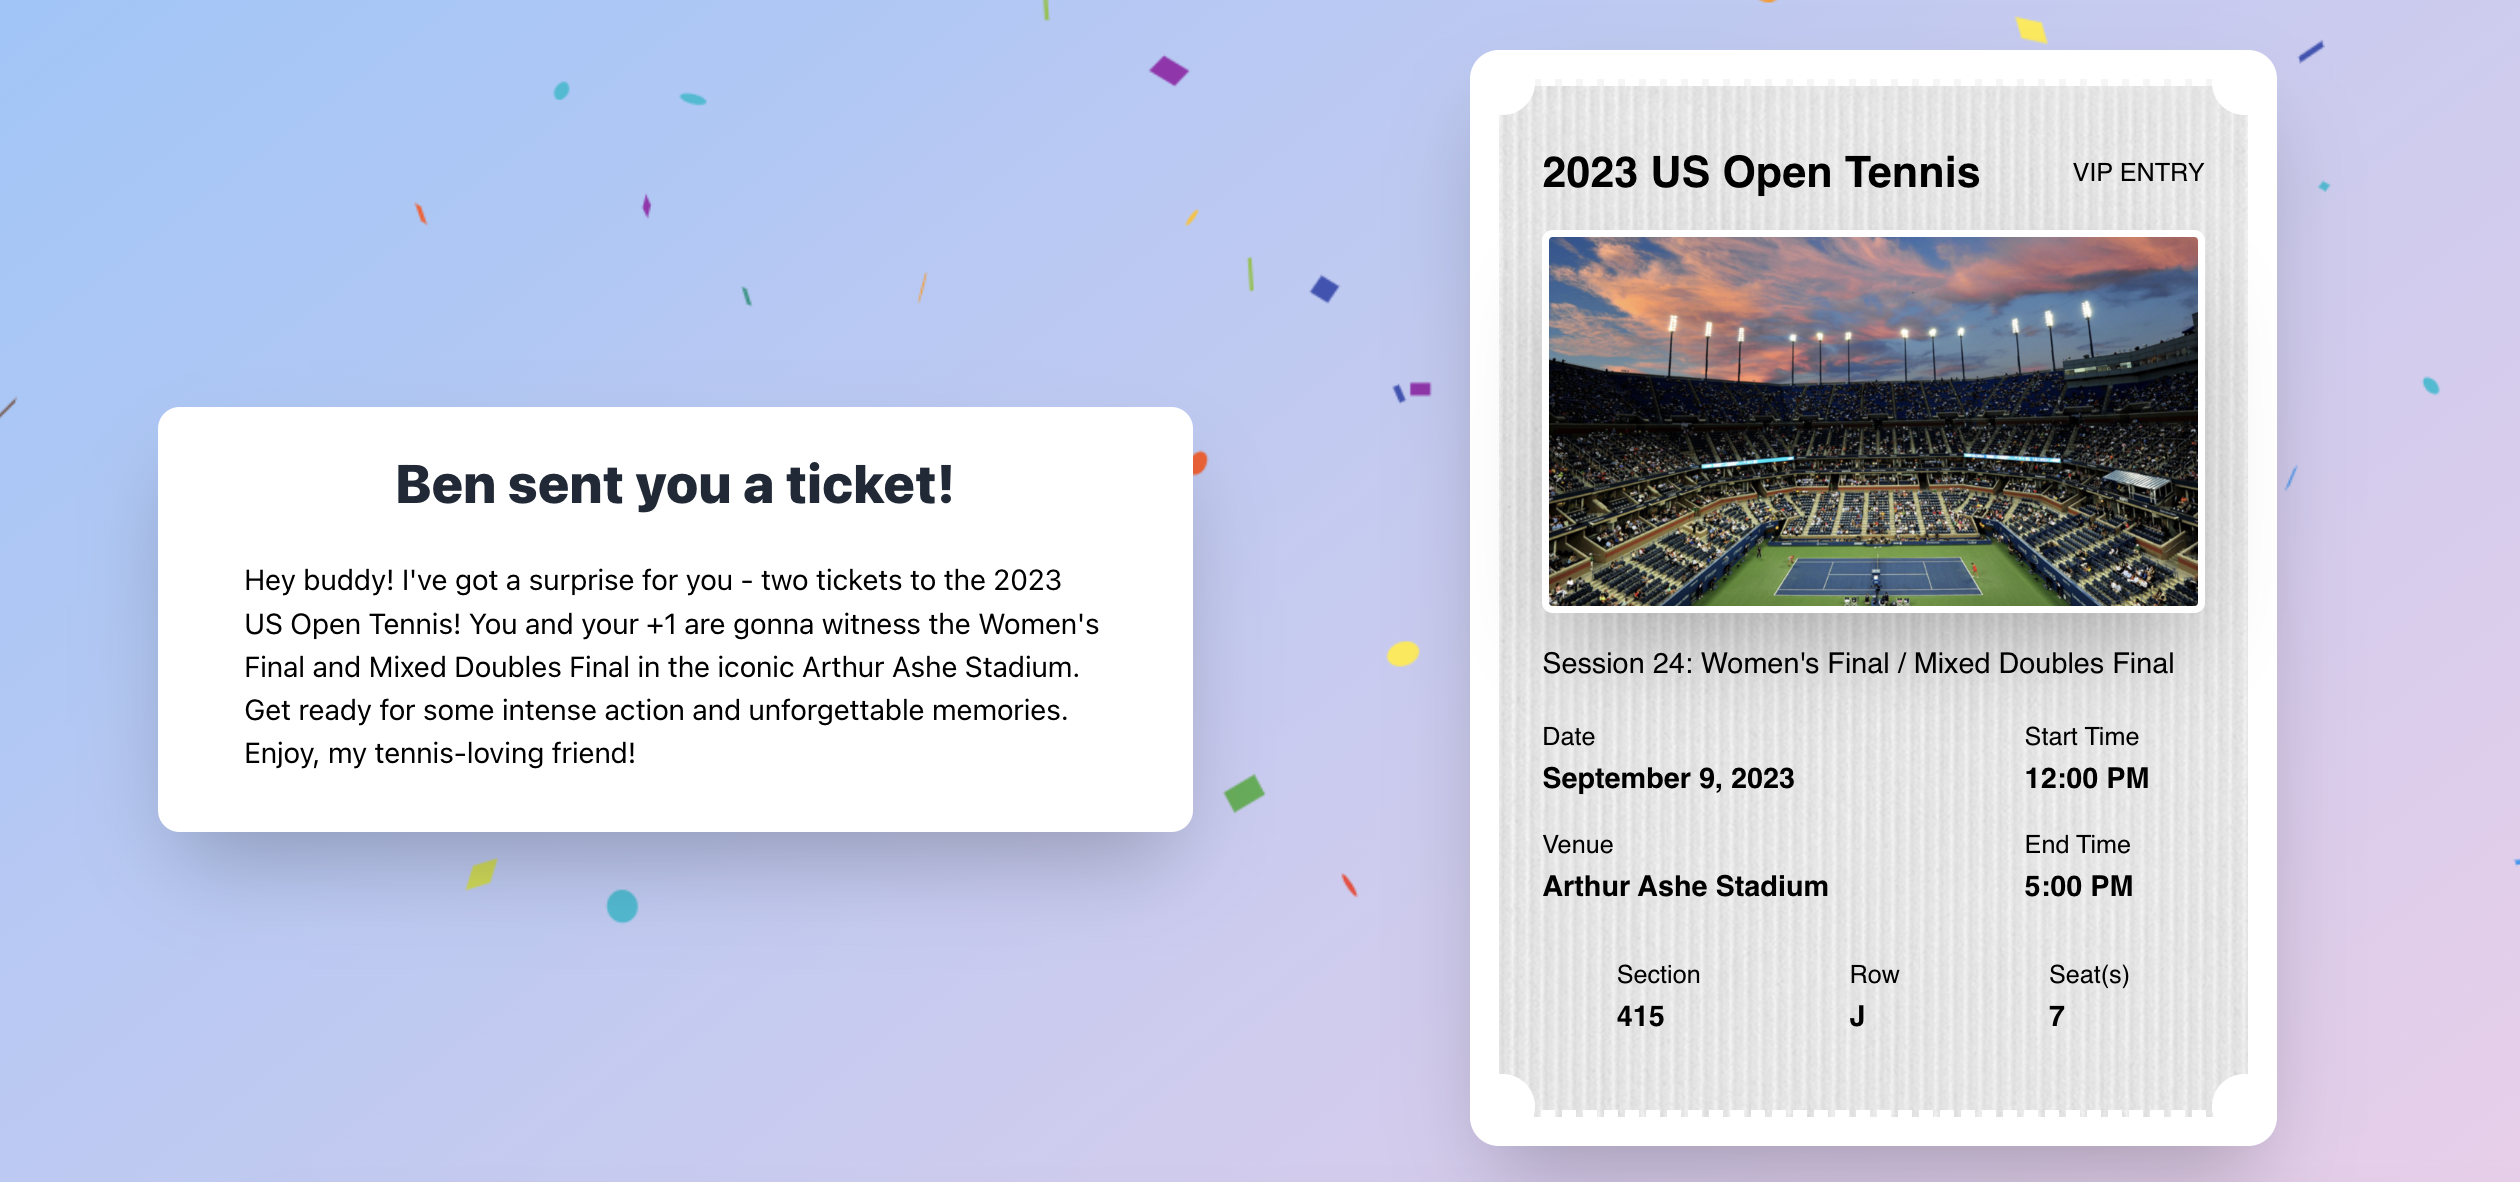 Ben sent you a ticket!
Hey buddy! I've got a surprise for you - two tickets to the 2023
US Open Tennis! You and your +1 are gonna witness the Women's
Final and Mixed Doubles Final in the iconic Arthur Ashe Stadium.
Get ready for some intense action and unforgettable memories.
Enjoy, my tennis-loving friend!
2023 US Open Tennis VIP ENTRY
Session 24: Women's Final / Mixed Doubles Final
Date Start Time
September 9, 2023 12:00 PM
Venue End Time
Arthur Ashe Stadium 5:00 PM
Section Row Seat(s)
415 J 7